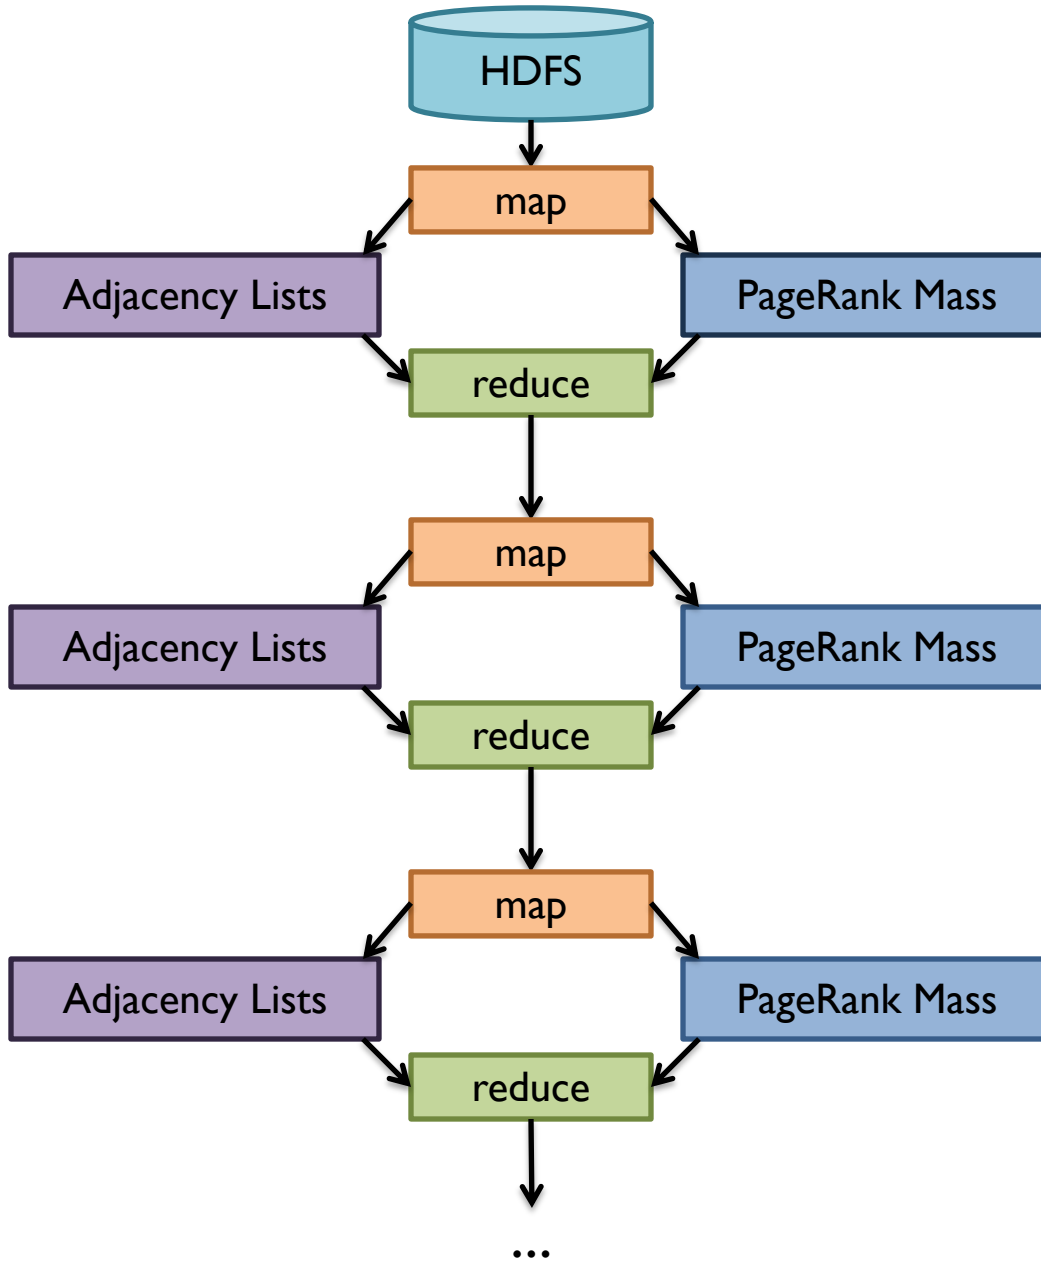 HDFS
map
Adjacency Lists
PageRank Mass
reduce
map
Adjacency Lists
PageRank Mass
reduce
map
Adjacency Lists
PageRank Mass
reduce
...